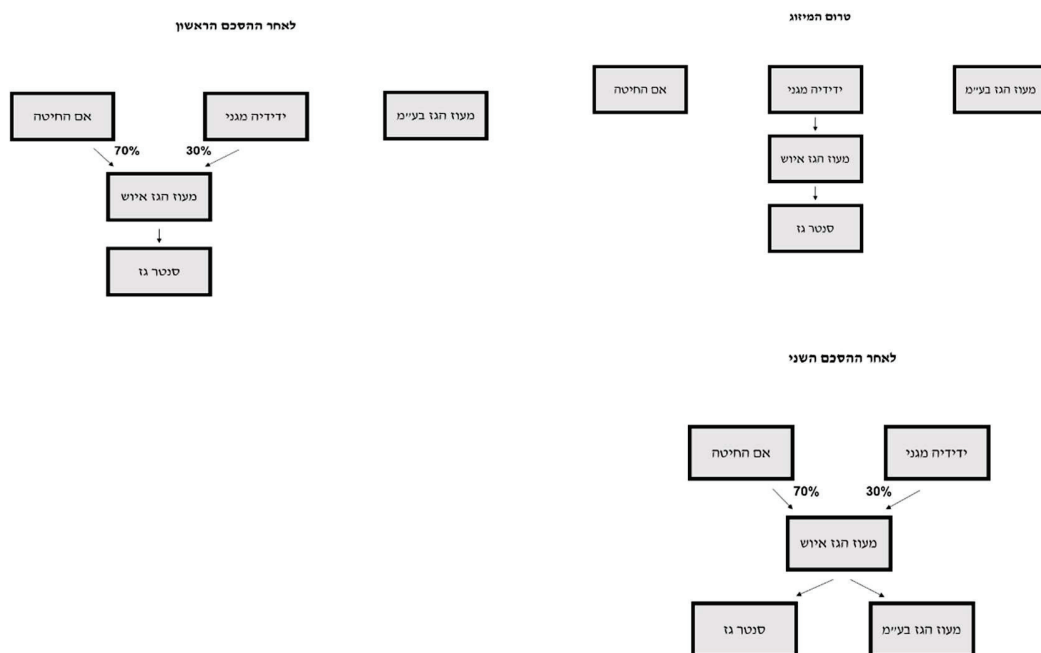 טרום המיזוג
מעוז הגז בע״מ
ידידיה מגני
אם החיטה
מעוז הגז איוש
סנטר גז
לאחר ההסכם הראשון
מעוז הגז בע״מ
ידידיה מגני
אם החיטה
30%
70%
מעוז הגז איוש
סנטר גז
לאחר ההסכם השני
ידידיה מגני
אם החיטה
30%
70%
מעוז הגז איוש
מעוז הגז בע״מ
סנטר גז